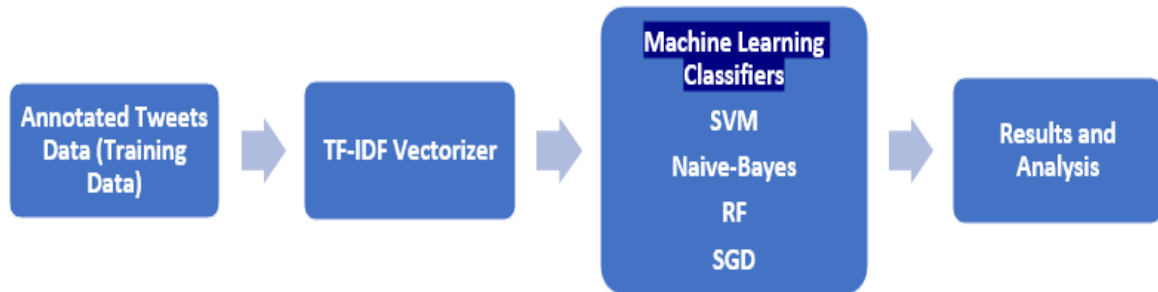 Annotated Tweets
Data (Training
Data)
TF-IDF Vectorizer
Machine Learning
Classifiers
SVM
Naive-Bayes
RF
SGD
Results and
Analysis